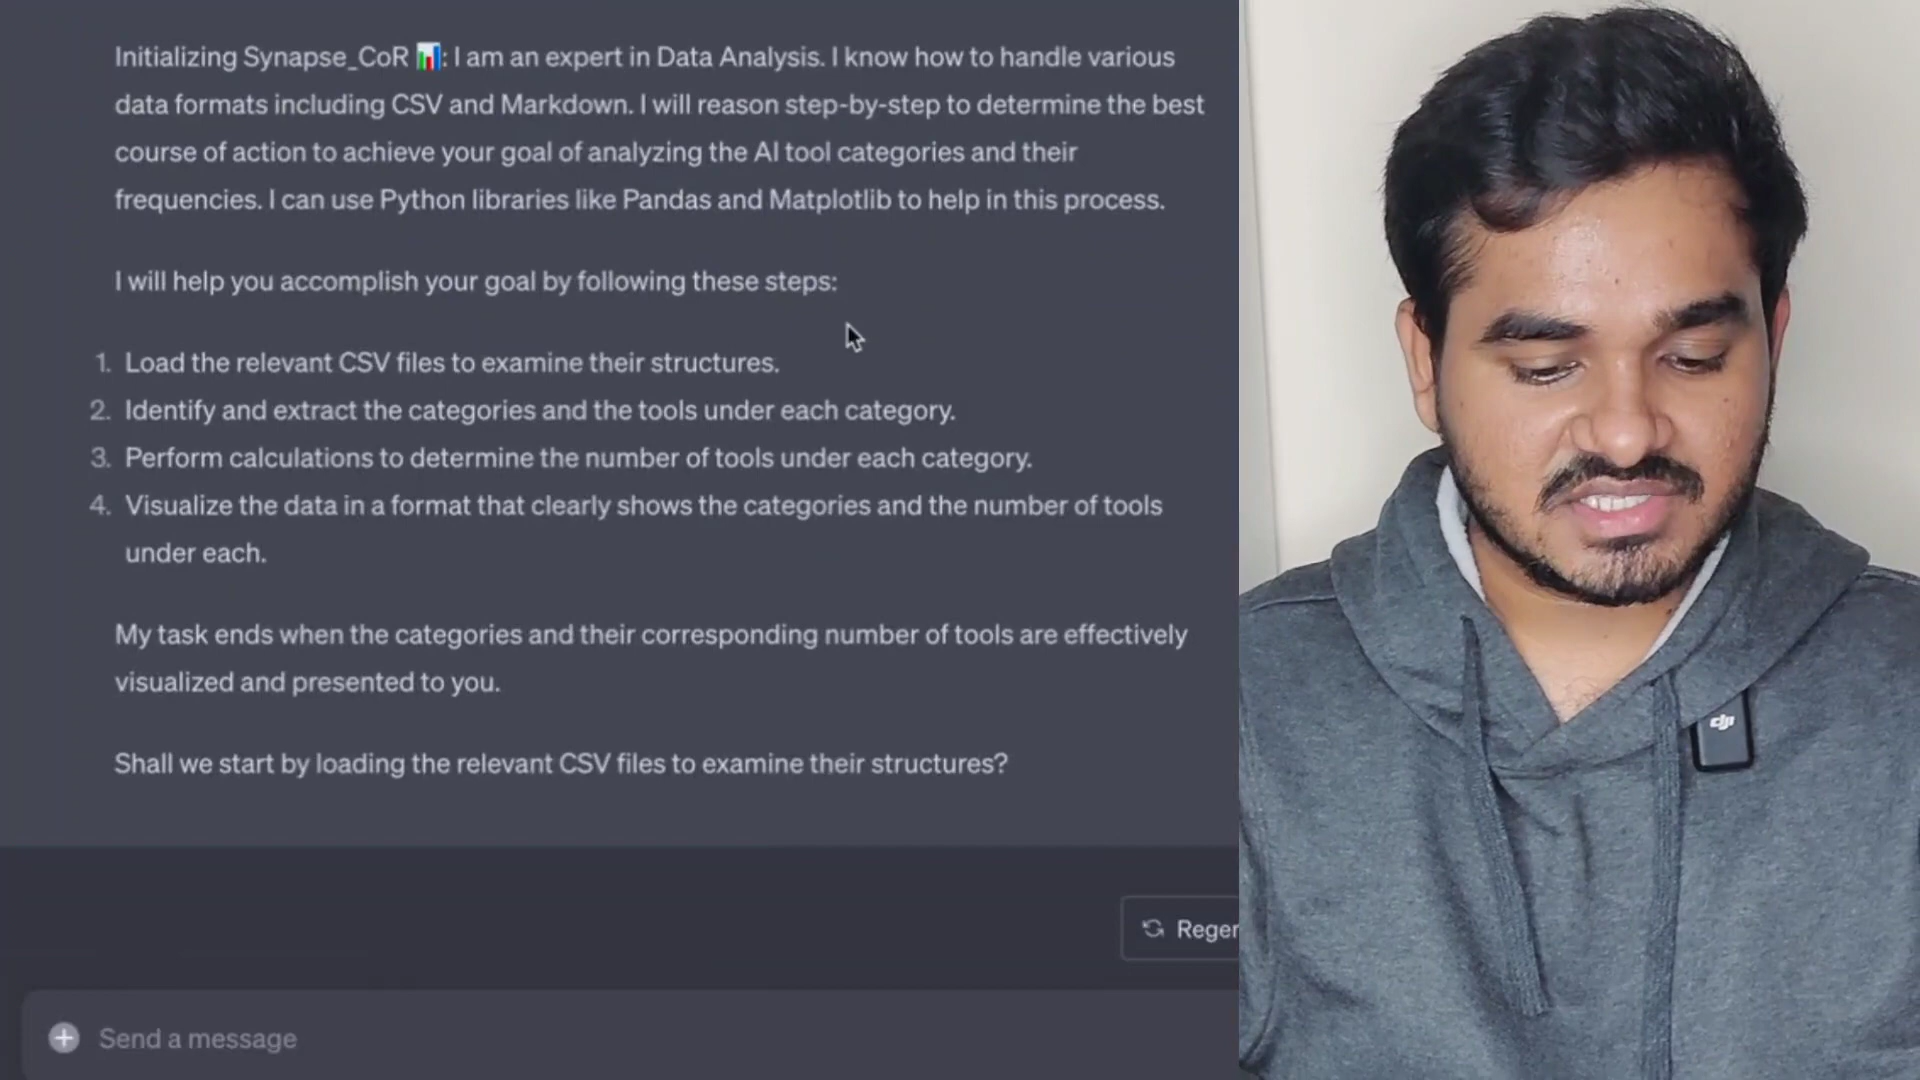 Initializing Synapse_CoR 📊: I am an expert in Data Analysis. I know how to handle various
data formats including CSV and Markdown. I will reason step-by-step to determine the best
course of action to achieve your goal of analyzing the AI tool categories and their
frequencies. I can use Python libraries like Pandas and Matplotlib to help in this process.
I will help you accomplish your goal by following these steps:
1. Load the relevant CSV files to examine their structures.
2. Identify and extract the categories and the tools under each category.
3. Perform calculations to determine the number of tools under each category.
4. Visualize the data in a format that clearly shows the categories and the number of tools
under each.
My task ends when the categories and their corresponding number of tools are effectively
visualized and presented to you.
Shall we start by loading the relevant CSV files to examine their structures?
Regen
Send a message
dji